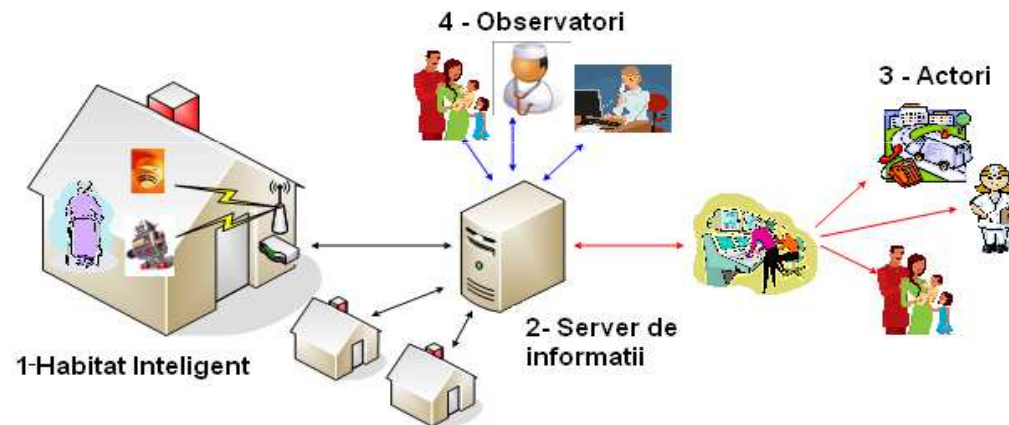 4 - Observatori
3 - Actori
2- Server de
informatii
1-Habitat Inteligent